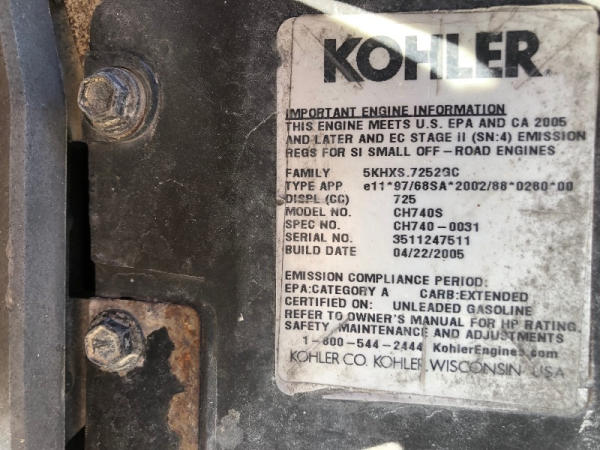 KOHLER
IMPORTANT ENGINE INFORMATION
THIS ENGINE MEETS U.S. EPA AND CA 2005
AND LATER AND EC STAGE II (SN:4) EMISSION
REGS FOR SI SMALL OFF-ROAD ENGINES
FAMILY 5KHXS.7252GC
TYPE APP e11*97/68SA*2002/88*0260*00
DISPL (CC) 725
MODEL NO. CH740S
SPEC NO. CH740-0031
SERIAL NO. 3511247511
BUILD DATE 04/22/2005
EMISSION COMPLIANCE PERIOD:
EPA:CATEGORY A CARB:EXTENDED
CERTIFIED ON: UNLEADED GASOLINE
REFER TO OWNER'S MANUAL FOR HP RATING,
SAFETY, MAINTENANCE AND ADJUSTMENTS
1-800-544-2444 KohlerEngines.com
KOHLER CO. KOHLER, WISCONSIN USA